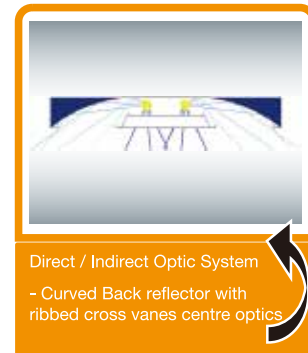 Direct / Indirect Optic System
- Curved Back reflector with
ribbed cross vanes centre optics